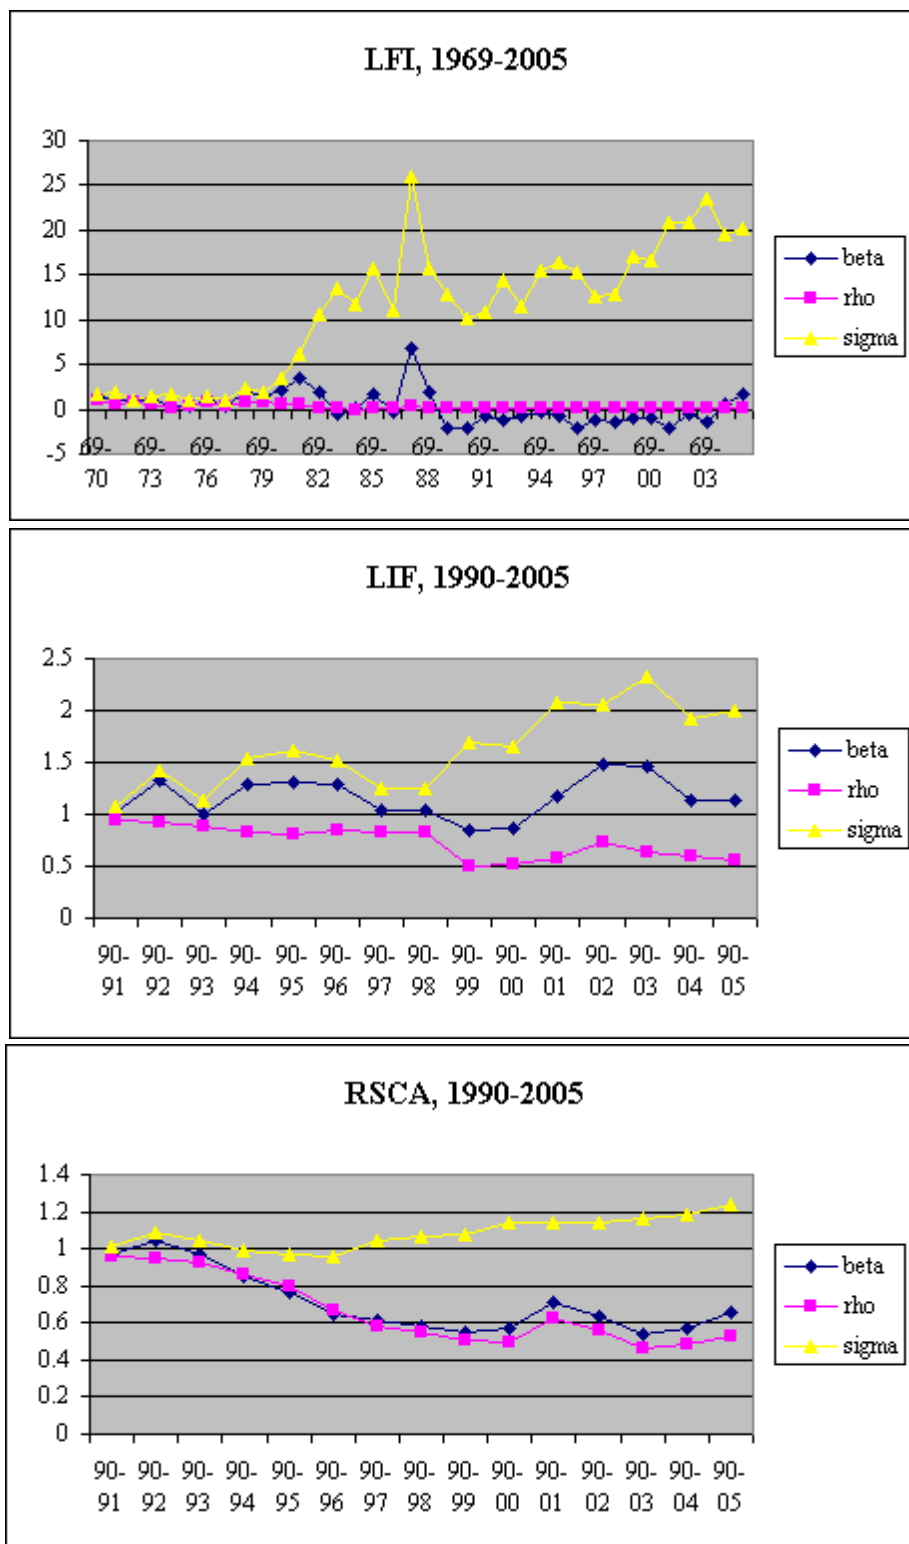 LFI, 1969-2005
30
25
20
15
10
5
0
-5
69- 69- 69- 69- 69- 69- 69- 69- 69- 69- 69- 69-
70 73 76 79 82 85 88 91 94 97 00 03
beta
rho
sigma
LIF, 1990-2005
2.5
2
1.5
1
0.5
0
90- 90- 90- 90- 90- 90- 90- 90- 90- 90- 90- 90- 90- 90- 90-
91 92 93 94 95 96 97 98 99 00 01 02 03 04 05
beta
rho
sigma
RSCA, 1990-2005
1.4
1.2
1
0.8
0.6
0.4
0.2
0
90- 90- 90- 90- 90- 90- 90- 90- 90- 90- 90- 90- 90- 90- 90-
91 92 93 94 95 96 97 98 99 00 01 02 03 04 05
beta
rho
sigma